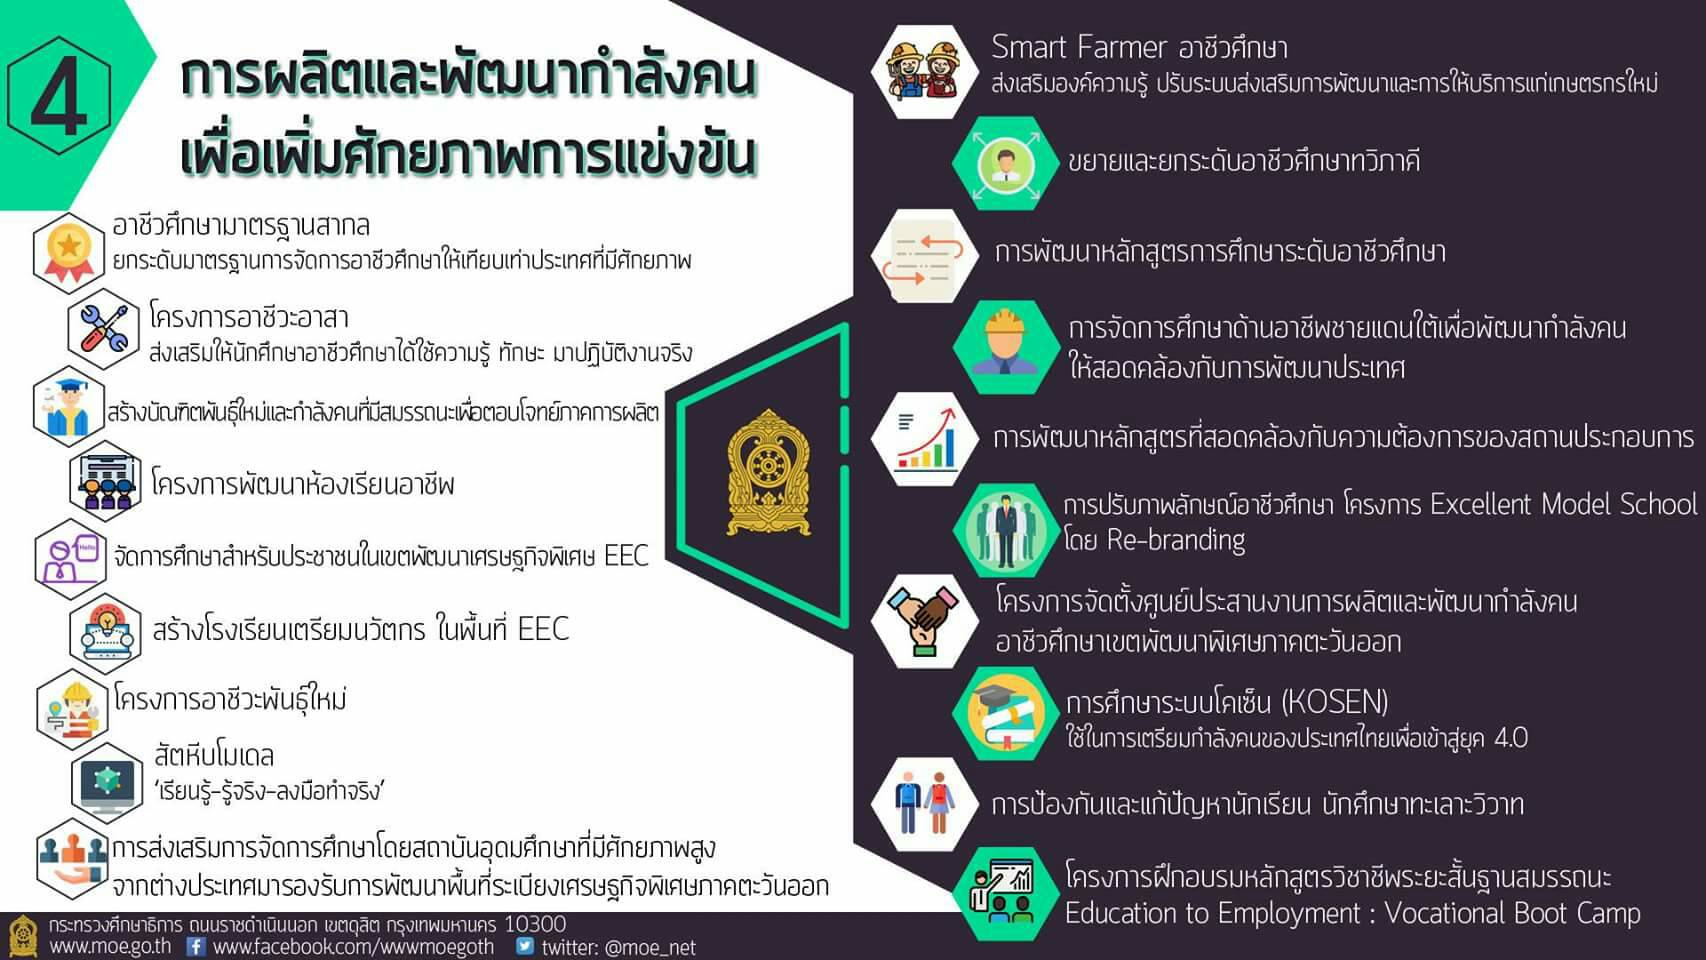 4
การผลิตและพัฒนากำลังคน
เพื่อเพิ่มศักยภาพการแข่งขัน
อาชีวศึกษามาตรฐานสากล
ยกระดับมาตรฐานการจัดการอาชีวศึกษาให้เทียบเท่าประเทศที่มีศักยภาพ
โครงการอาชีวะอาสา
ส่งเสริมให้นักศึกษาอาชีวศึกษาได้ใช้ความรู้ ทักษะ มาปฏิบัติงานจริง
สร้างบัณฑิตพันธุ์ใหม่และกำลังคนที่มีสมรรถนะเพื่อตอบโจทย์ภาคการผลิต
โครงการพัฒนาห้องเรียนอาชีพ
Hello
จัดการศึกษาสำหรับประชาชนในเขตพัฒนาเศรษฐกิจพิเศษ EEC
สร้างโรงเรียนเตรียมนวัตกร ในพื้นที่ EEC
โครงการอาชีวะพันธุ์ใหม่
สัตหีบโมเดล
'เรียนรู้-รู้จริง-ลงมือทำจริง'
การส่งเสริมการจัดการศึกษาโดยสถาบันอุดมศึกษาที่มีศักยภาพสูง
จากต่างประเทศมารองรับการพัฒนาพื้นที่ระเบียงเศรษฐกิจพิเศษภาคตะวันออก
Smart Farmer อาชีวศึกษา
ส่งเสริมองค์ความรู้ ปรับระบบส่งเสริมการพัฒนาและการให้บริการแก่เกษตรกรใหม่
ขยายและยกระดับอาชีวศึกษาทวิภาคี
การพัฒนาหลักสูตรการศึกษาระดับอาชีวศึกษา
การจัดการศึกษาด้านอาชีพชายแดนใต้เพื่อพัฒนากำลังคน
ให้สอดคล้องกับการพัฒนาประเทศ
การพัฒนาหลักสูตรที่สอดคล้องกับความต้องการของสถานประกอบการ
การปรับภาพลักษณ์อาชีวศึกษา โครงการ Excellent Model School
โดย Re-branding
โครงการจัดตั้งศูนย์ประสานงานการผลิตและพัฒนากำลังคน
อาชีวศึกษาเขตพัฒนาพิเศษภาคตะวันออก
การศึกษาระบบโคเซ็น (KOSEN)
ใช้ในการเตรียมกำลังคนของประเทศไทยเพื่อเข้าสู่ยุค 4.0
การป้องกันและแก้ปัญหานักเรียน นักศึกษาทะเลาะวิวาท
โครงการฝึกอบรมหลักสูตรวิชาชีพระยะสั้นฐานสมรรถนะ
Education to Employment : Vocational Boot Camp
กระทรวงศึกษาธิการ ถนนราชดำเนินนอก เขตดุสิต กรุงเทพมหานคร 10300
www.moe.go.th www.facebook.com/wwwmoegoth twitter: @moe_net